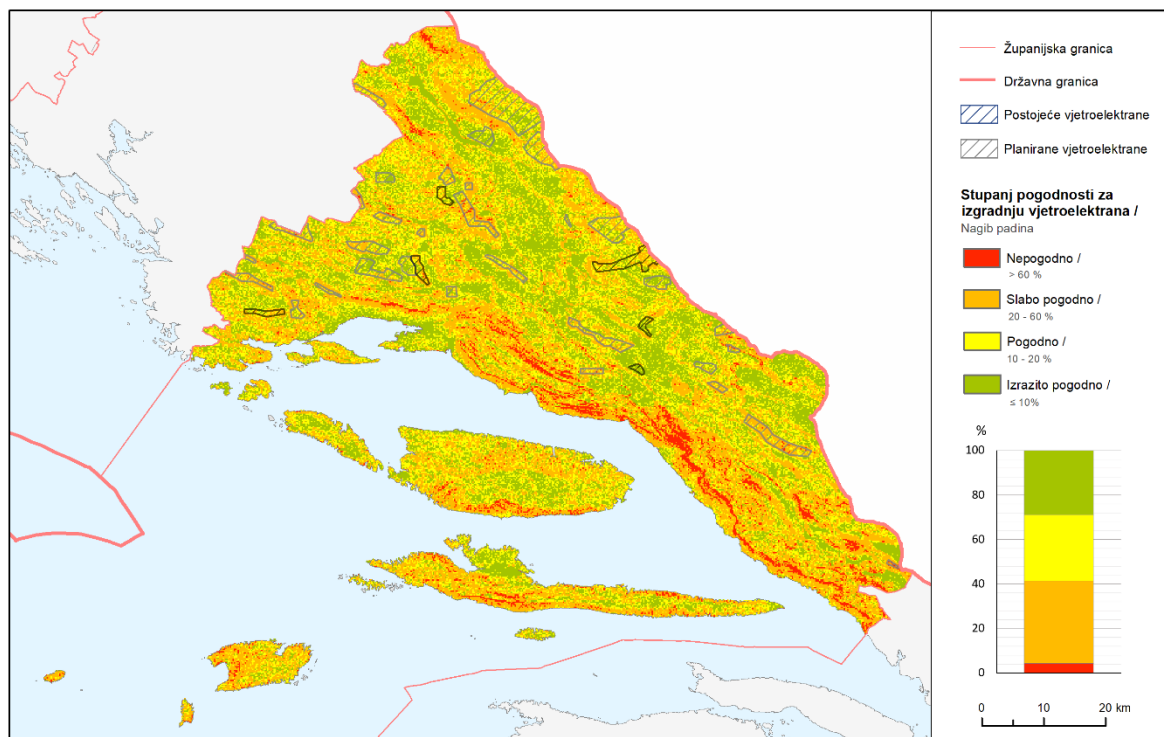 Županijska granica
Državna granica
Postojeće vjetroelektrane
Planirane vjetroelektrane
Stupanj pogodnosti za
izgradnju vjetroelektrana /
Nagib padina
Nepogodno /
> 60 %
Slabo pogodno /
20 - 60 %
Pogodno /
10 - 20 %
Izrazito pogodno /
≤ 10%
%
100
80
60
40
20
0
0 10 20 km